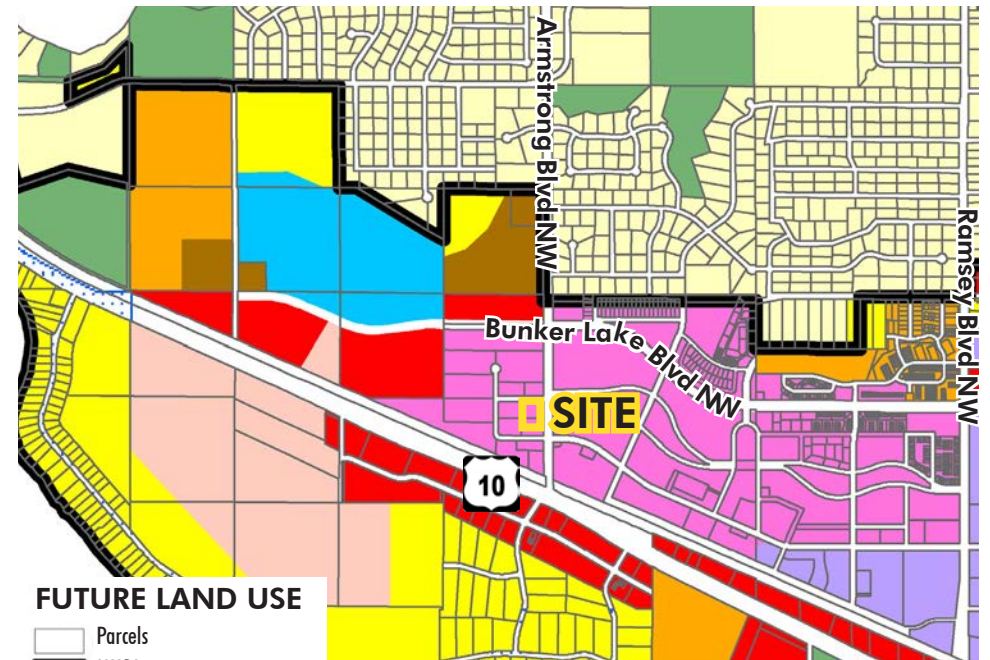 Armstrong Blvd NW
Ramsey Blvd NW
Bunker Lake Blvd NW
SITE
10
FUTURE LAND USE
Parcels